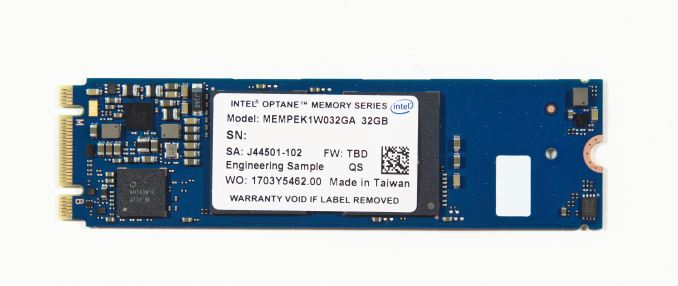 INTEL® OPTANE™ MEMORY SERIES
intel
Model: MEMPEK1W032GA 32GB
SN:
SA: J44501-102 FW: TBD
Engineering Sample QS
WO: 1703Y5462.00 Made in Taiwan
WARRANTY VOID IF LABEL REMOVED
M
B